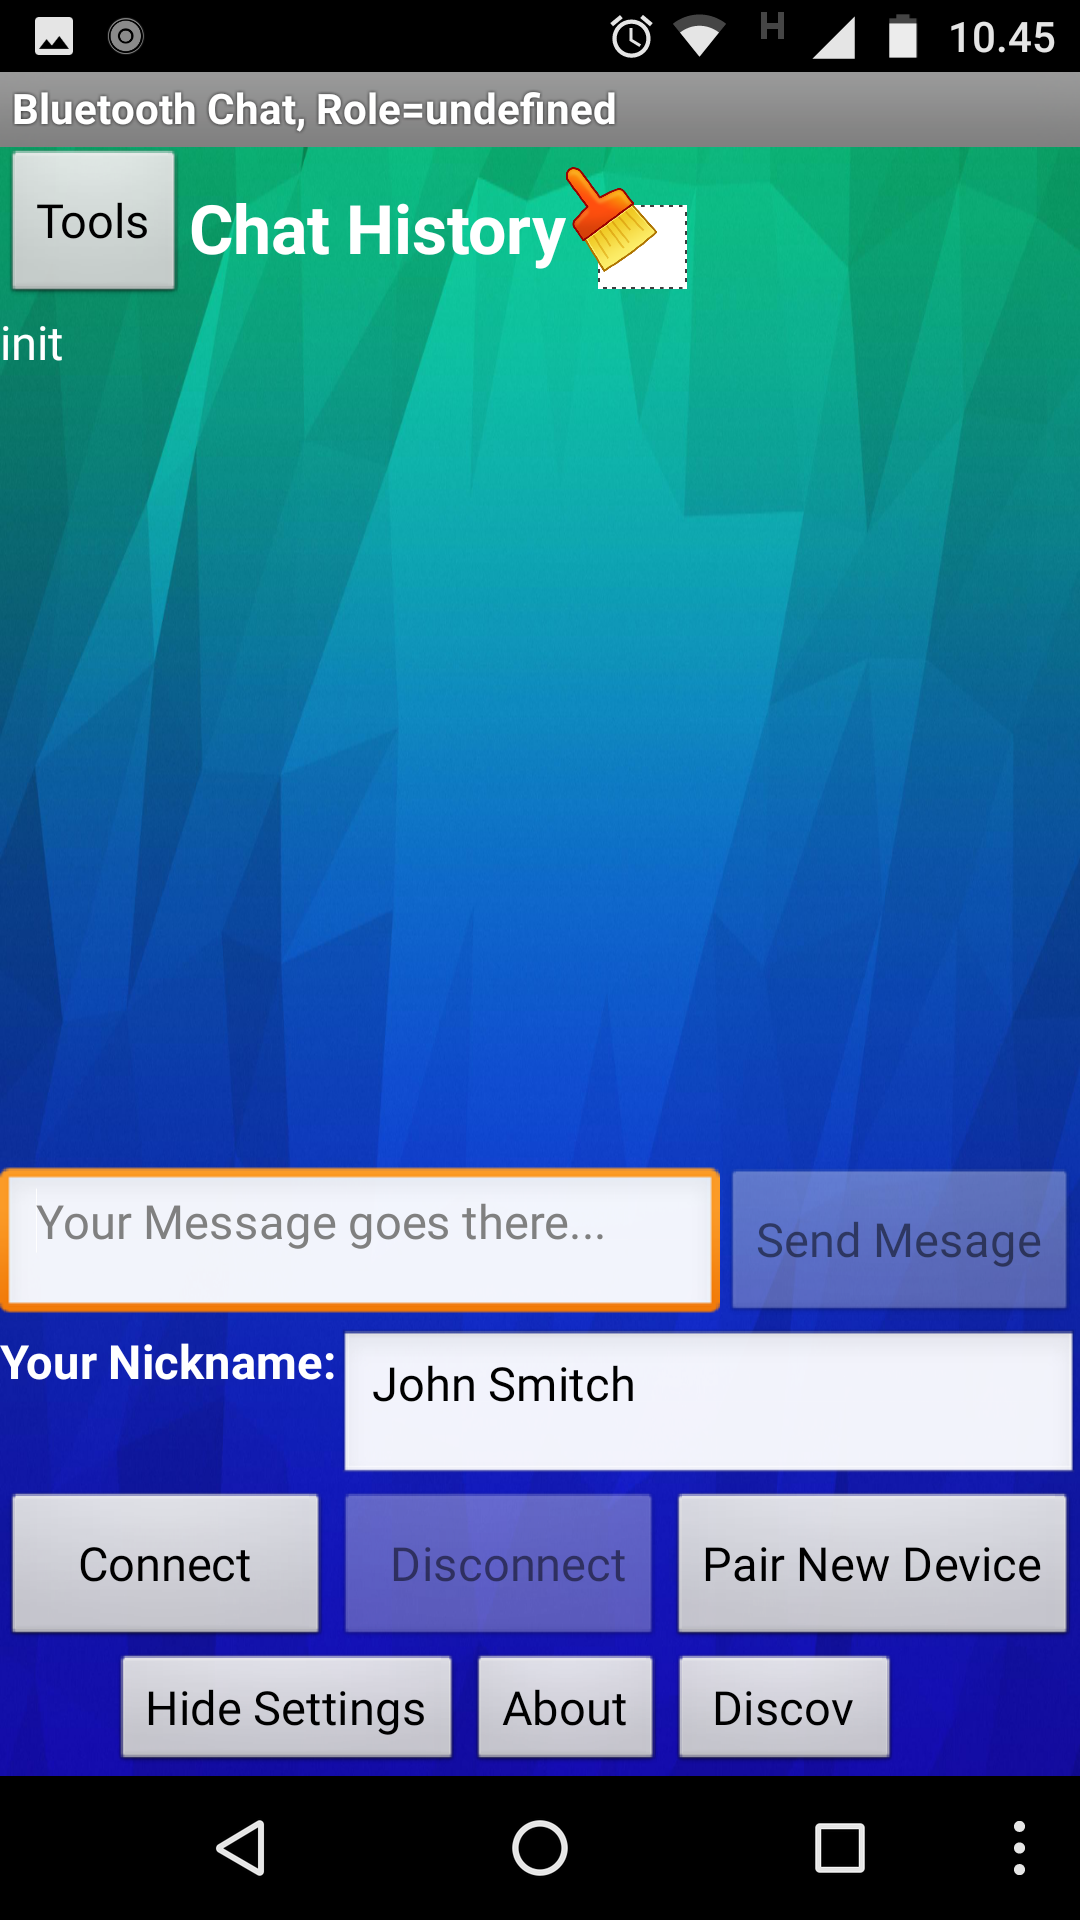 H
10.45
Bluetooth Chat, Role=undefined
Tools
Chat History
init
Your Message goes there...
Send Mesage
Your Nickname:
John Smitch
Connect
Disconnect
Pair New Device
Hide Settings
About
Discov